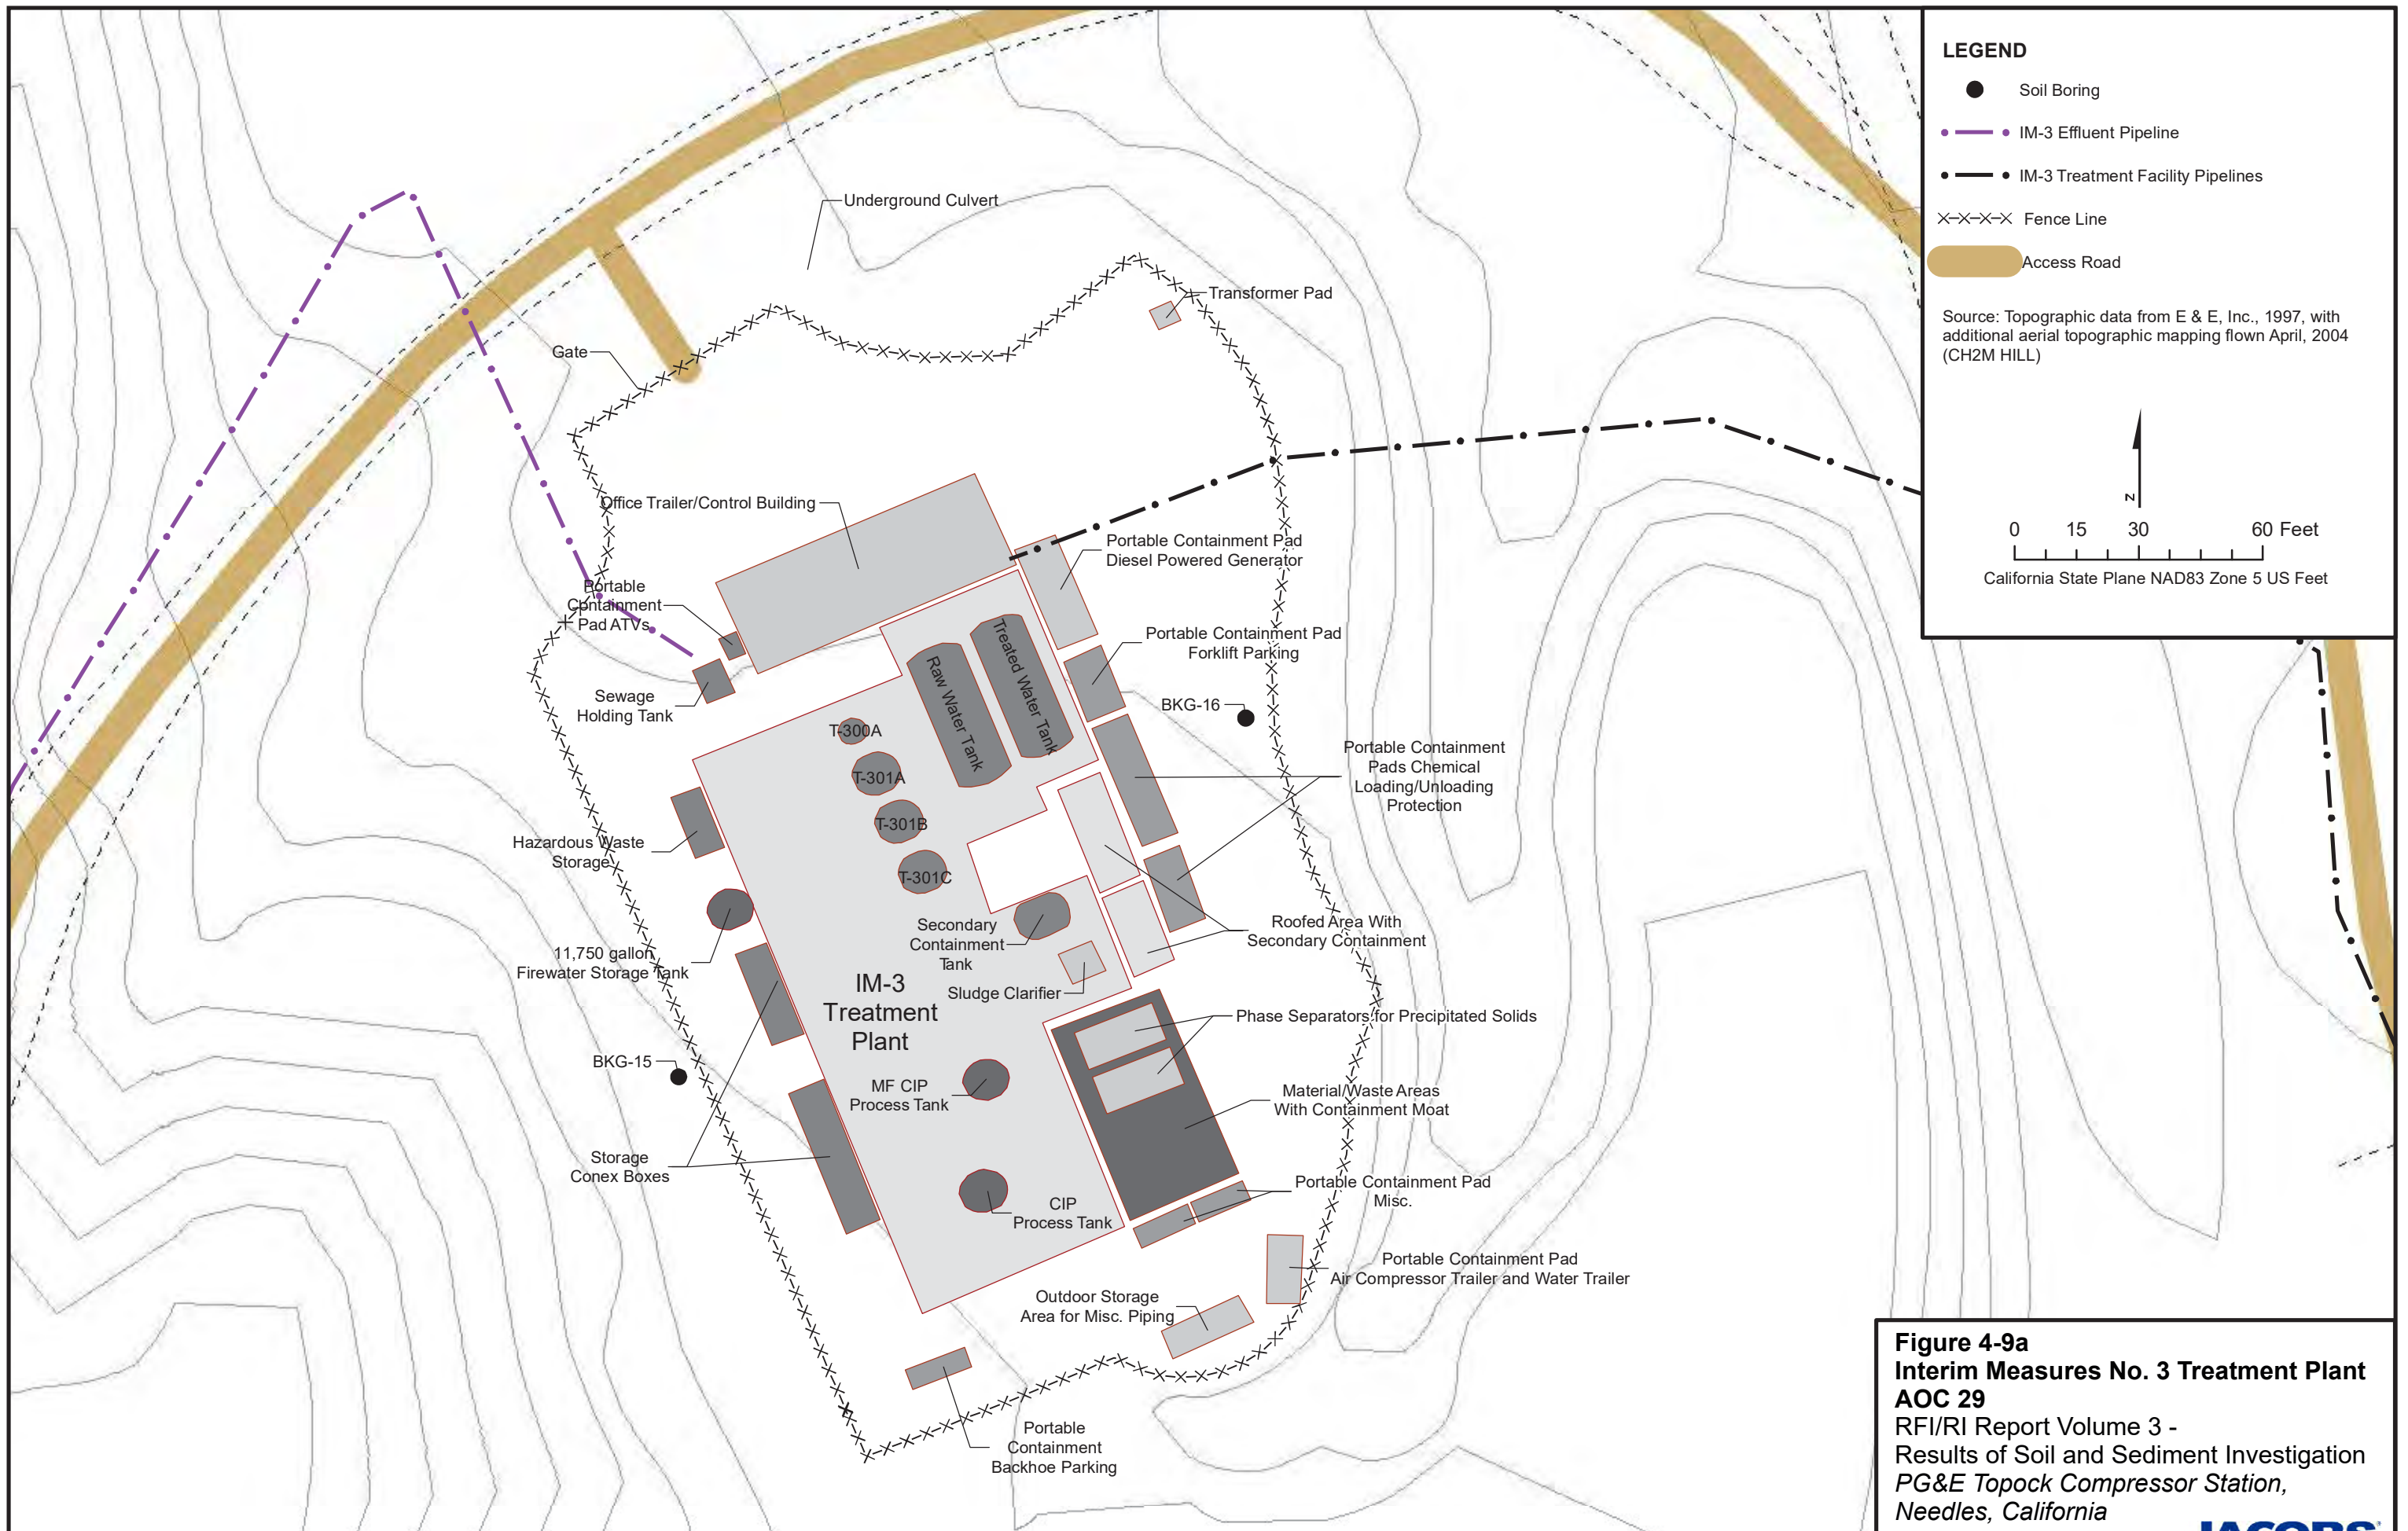 LEGEND
Soil Boring
IM-3 Effluent Pipeline
IM-3 Treatment Facility Pipelines
Fence Line
Access Road
Source: Topographic data from E & E, Inc., 1997, with
additional aerial topographic mapping flown April, 2004
(CH2M HILL)
N
0 15 30 60 Feet
California State Plane NAD83 Zone 5 US Feet
Underground Culvert
Transformer Pad
Gate
Office Trailer/Control Building
Portable Containment Pad
Diesel Powered Generator
Portable
Containment
Pad ATVs
Portable Containment Pad
Forklift Parking
Sewage
Holding Tank
Raw Water Tank
Treated Water Tank
BKG-16
T-300A
T-301A
T-301B
T-301C
Portable Containment
Pads Chemical
Loading/Unloading
Protection
Hazardous Waste
Storage
Secondary
Containment
Tank
Roofed Area With
Secondary Containment
11,750 gallon
Firewater Storage Tank
IM-3
Treatment
Plant
Sludge Clarifier
Phase Separators for Precipitated Solids
BKG-15
MF CIP
Process Tank
Material/Waste Areas
With Containment Moat
Storage
Conex Boxes
CIP
Process Tank
Portable Containment Pad
Misc.
Portable Containment Pad
Air Compressor Trailer and Water Trailer
Outdoor Storage
Area for Misc. Piping
Portable
Containment
Backhoe Parking
Figure 4-9a
Interim Measures No. 3 Treatment Plant
AOC 29
RFI/RI Report Volume 3 -
Results of Soil and Sediment Investigation
PG&E Topock Compressor Station,
Needles, California
JACOBS